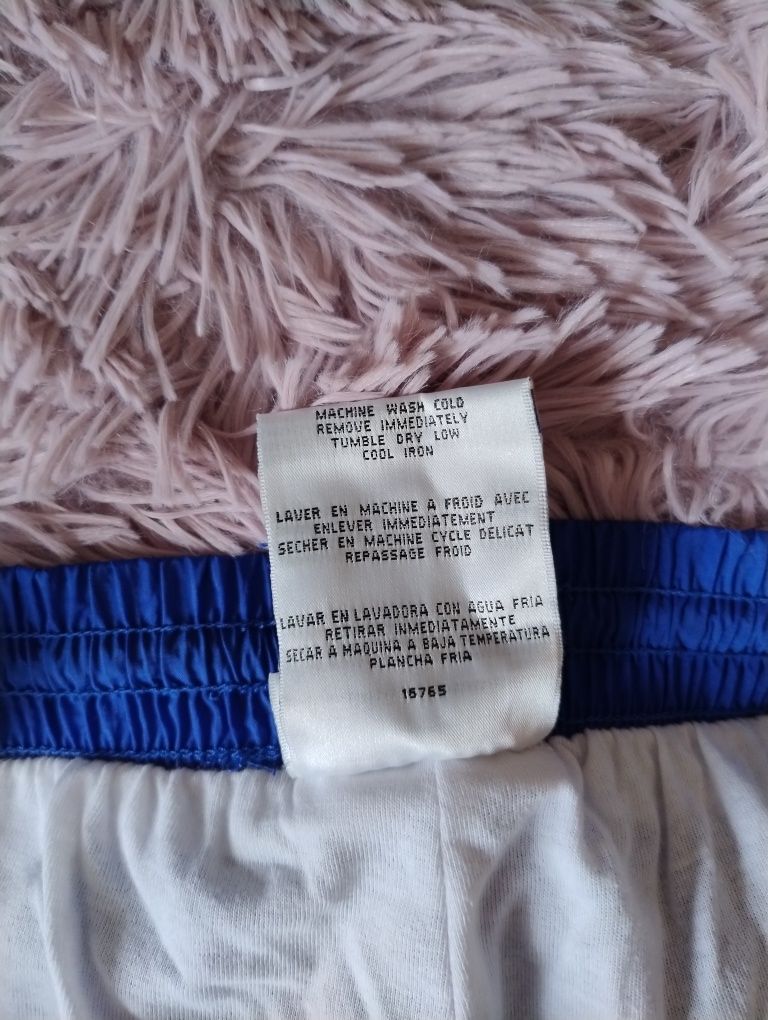 MACHINE WASH COLD
REMOVE IMMEDIATELY
TUMBLE DRY LOW
COOL IRON
LAVER EN MACHINE A FROID AVEC
ENLEVER IMMEDIATEMENT
SECHER EN MACHINE CYCLE DELICAT
REPASSAGE FROID
LAVAR EN LAVADORA CON AGUA FRIA
RETIRAR INMEDIATAMENTE
SECAR A MAQUINA A BAJA TEMPERATURA
PLANCHA FRIA
16765